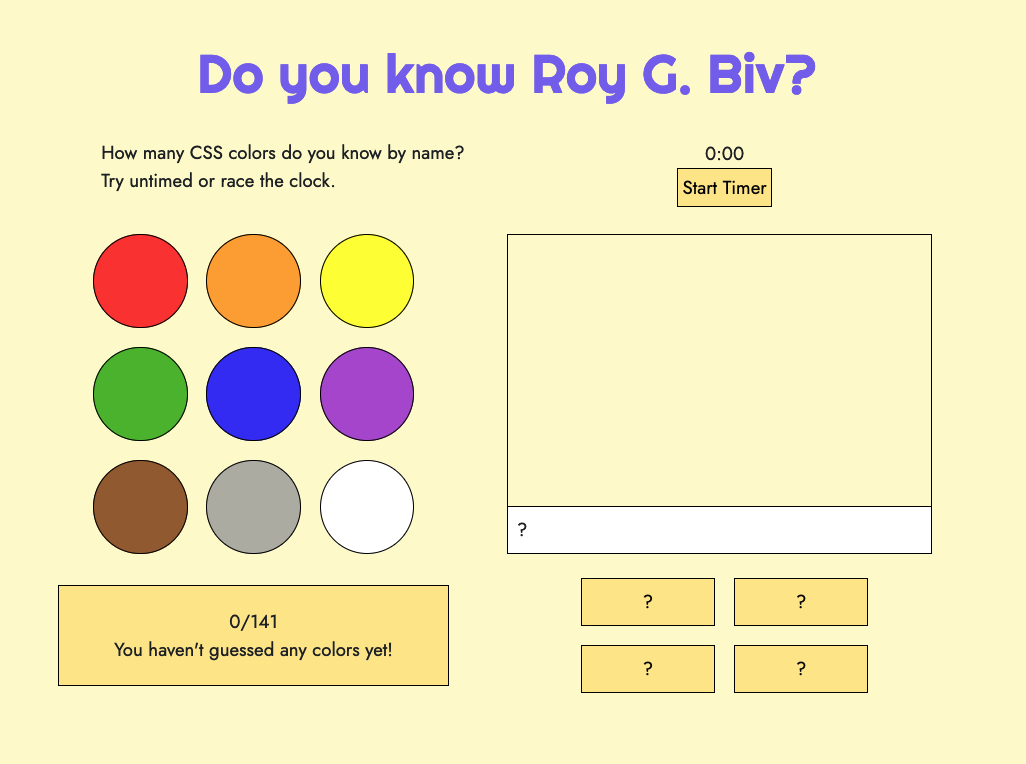 Do you know Roy G. Biv?
How many CSS colors do you know by name?
Try untimed or race the clock.
0:00
Start Timer
?
0/141
You haven't guessed any colors yet!
? ?
? ?